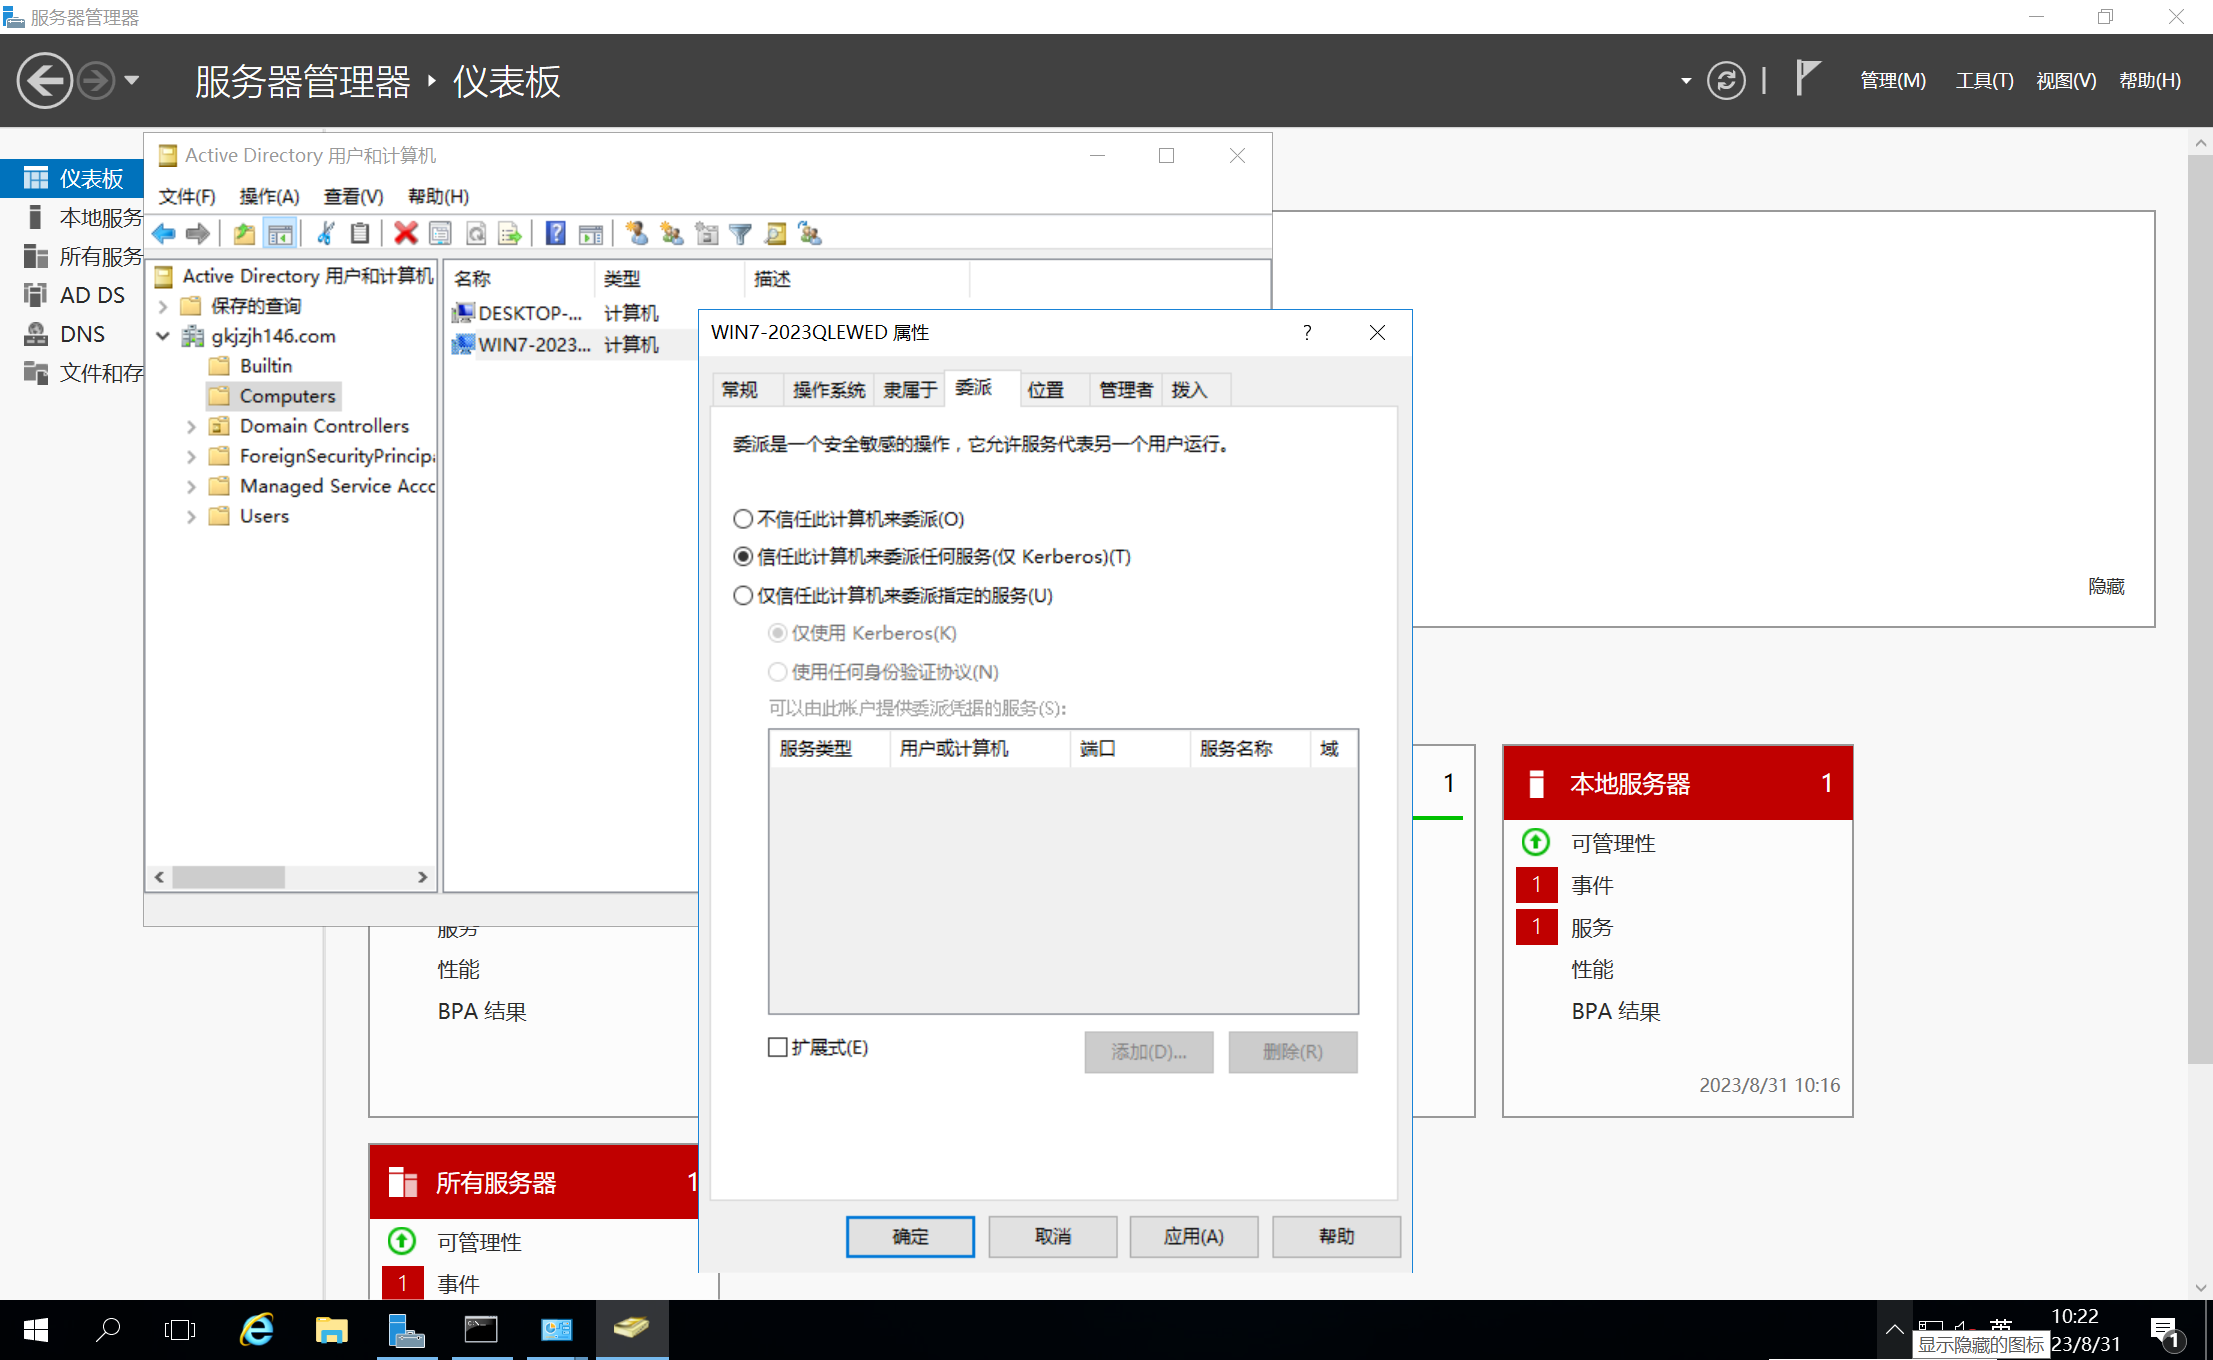 服务器管理器
服务器管理器 ‣ 仪表板
管理(M) 工具(T) 视图(V) 帮助(H)
仪表板
本地服务
所有服务
AD DS
DNS
文件和存
Active Directory 用户和计算机
文件(F) 操作(A) 查看(V) 帮助(H)
Active Directory 用户和计算机
保存的查询
gkjzjh146.com
Builtin
Computers
Domain Controllers
ForeignSecurityPrincipa
Managed Service Acco
Users
名称 类型 描述
DESKTOP-... 计算机
WIN7-2023... 计算机
WIN7-2023QLEWED 属性
?
常规 操作系统 隶属于 委派 位置 管理者 拨入
委派是一个安全敏感的操作，它允许服务代表另一个用户运行。
不信任此计算机来委派(O)
信任此计算机来委派任何服务(仅 Kerberos)(T)
仅信任此计算机来委派指定的服务(U)
仅使用 Kerberos(K)
使用任何身份验证协议(N)
可以由此帐户提供委派凭据的服务(S):
服务类型 用户或计算机 端口 服务名称 域
扩展式(E)
添加(D)... 删除(R)
确定 取消 应用(A) 帮助
隐藏
服务
性能
BPA 结果
1
本地服务器 1
可管理性
1 事件
1 服务
性能
BPA 结果
2023/8/31 10:16
所有服务器 1
可管理性
1 事件
英
10:22
23/8/31
显示隐藏的图标
1